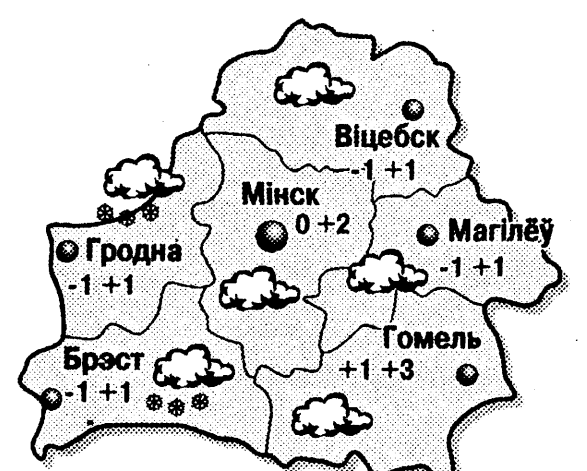 Віцебск
-1 +1
Мінск
0 +2
Магілёў
-1 +1
Гродна
-1 +1
Гомель
+1 +3
Брэст
-1 +1